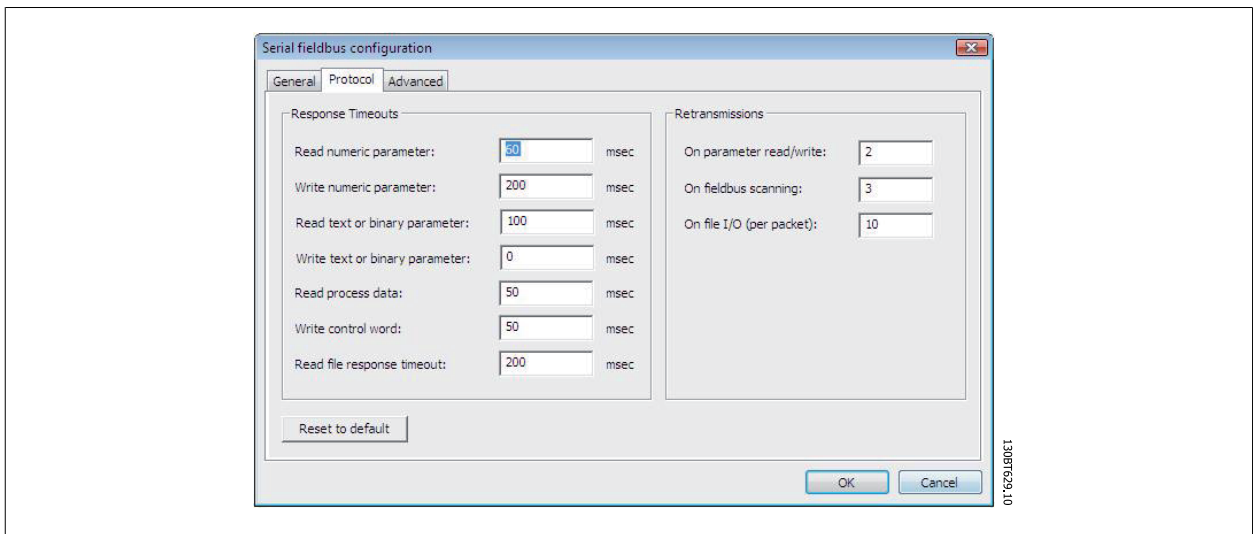 Serial fieldbus configuration
General Protocol Advanced
Response Timeouts
Read numeric parameter: 60 msec
Write numeric parameter: 200 msec
Read text or binary parameter: 100 msec
Write text or binary parameter: 0 msec
Read process data: 50 msec
Write control word: 50 msec
Read file response timeout: 200 msec
Retransmissions
On parameter read/write: 2
On fieldbus scanning: 3
On file I/O (per packet): 10
Reset to default
OK Cancel
130BT629.10